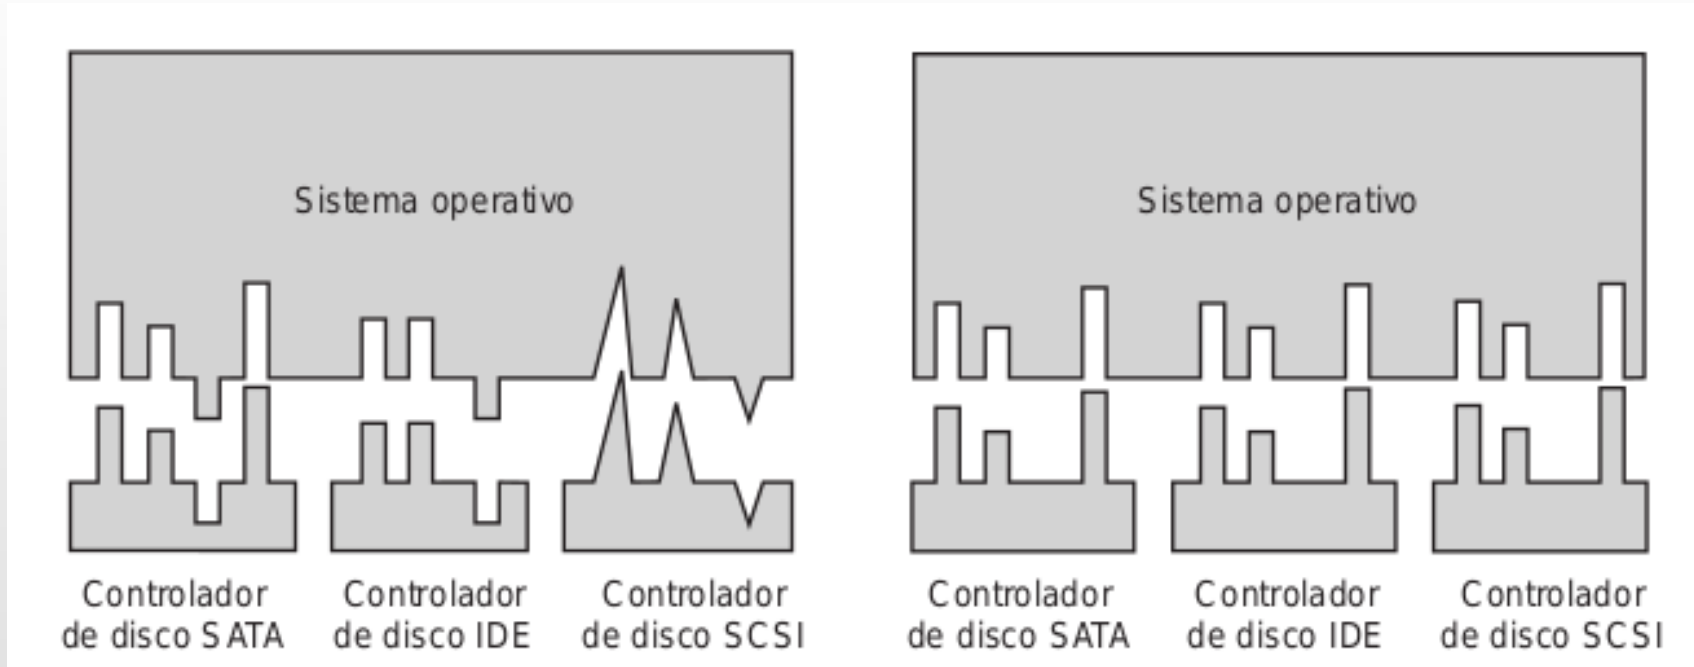 Sistema operativo
Controlador
de disco SATA
Controlador
de disco IDE
Controlador
de disco SCSI
Sistema operativo
Controlador
de disco SATA
Controlador
de disco IDE
Controlador
de disco SCSI